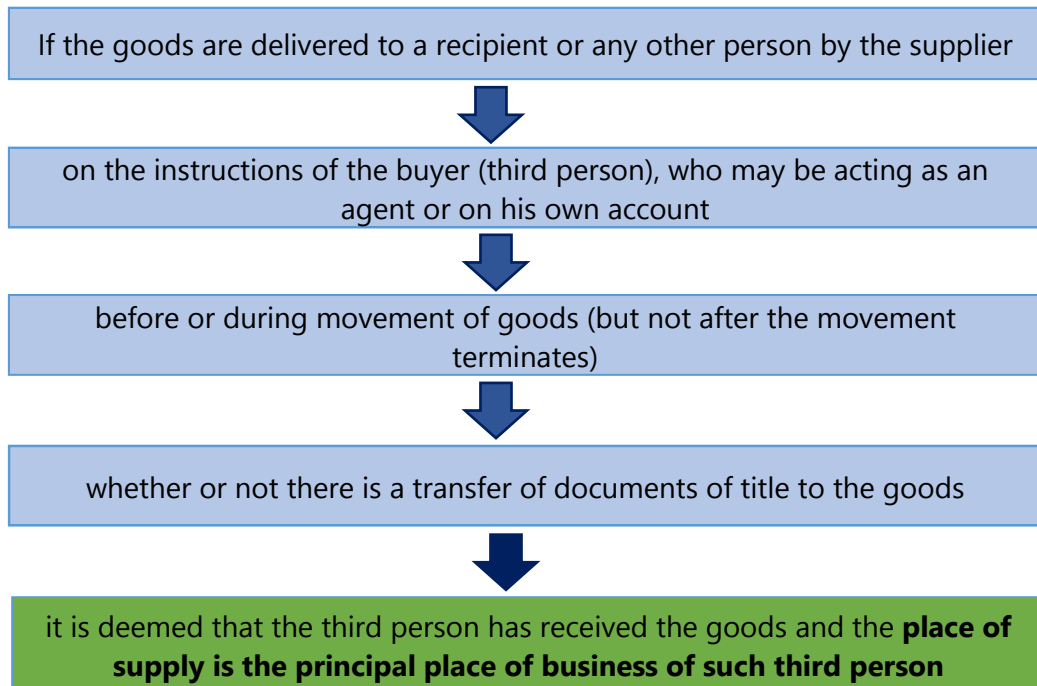 If the goods are delivered to a recipient or any other person by the supplier
on the instructions of the buyer (third person), who may be acting as an
agent or on his own account
before or during movement of goods (but not after the movement
terminates)
whether or not there is a transfer of documents of title to the goods
it is deemed that the third person has received the goods and the place of
supply is the principal place of business of such third person